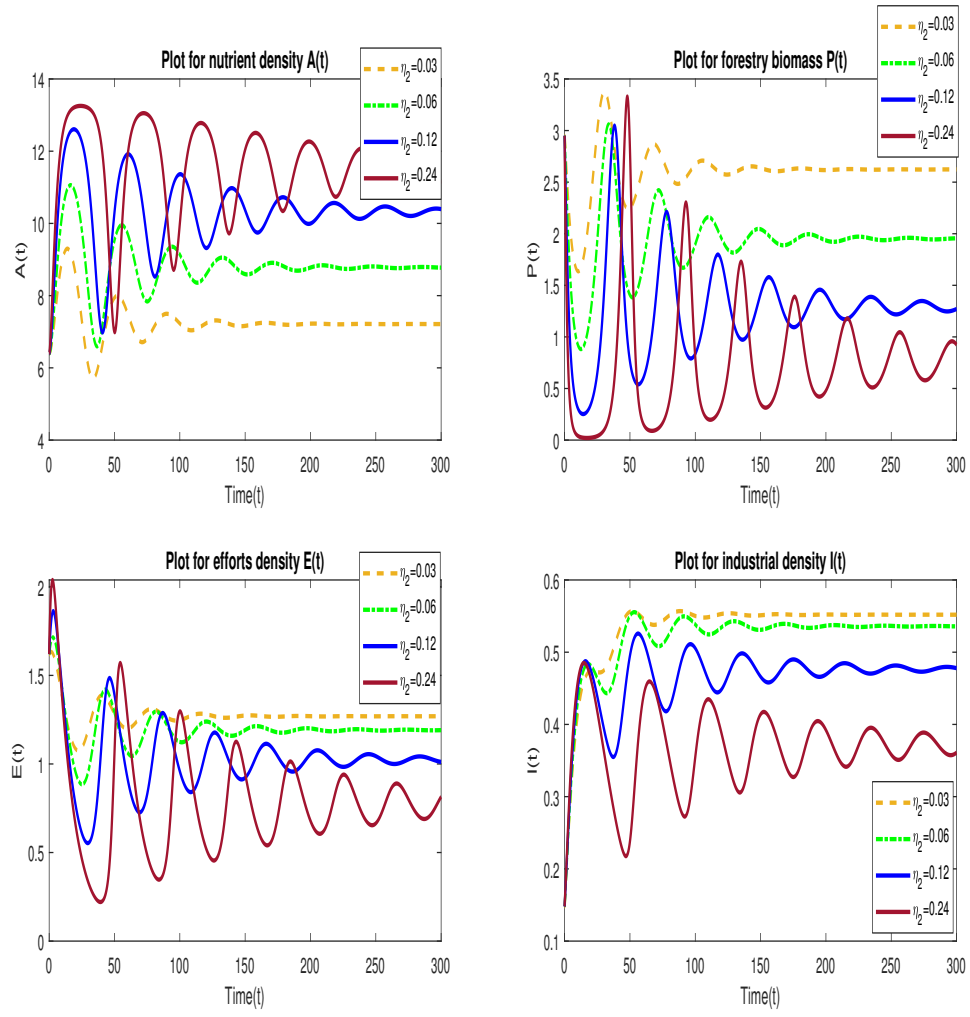 Plot for nutrient density A(t)
η2=0.03
η2=0.06
η2=0.12
η2=0.24
14
12
10
8
6
4
A(t)
0 50 100 150 200 250 300
Time(t)
Plot for forestry biomass P(t)
η2=0.03
η2=0.06
η2=0.12
η2=0.24
3.5
3
2.5
2
1.5
1
0.5
0
P(t)
0 50 100 150 200 250 300
Time(t)
Plot for efforts density E(t)
η2=0.03
η2=0.06
η2=0.12
η2=0.24
2
1.5
1
0.5
0
E(t)
0 50 100 150 200 250 300
Time(t)
Plot for industrial density I(t)
0.6
0.5
0.4
0.3
0.2
0.1
I(t)
η2=0.03
η2=0.06
η2=0.12
η2=0.24
0 50 100 150 200 250 300
Time(t)